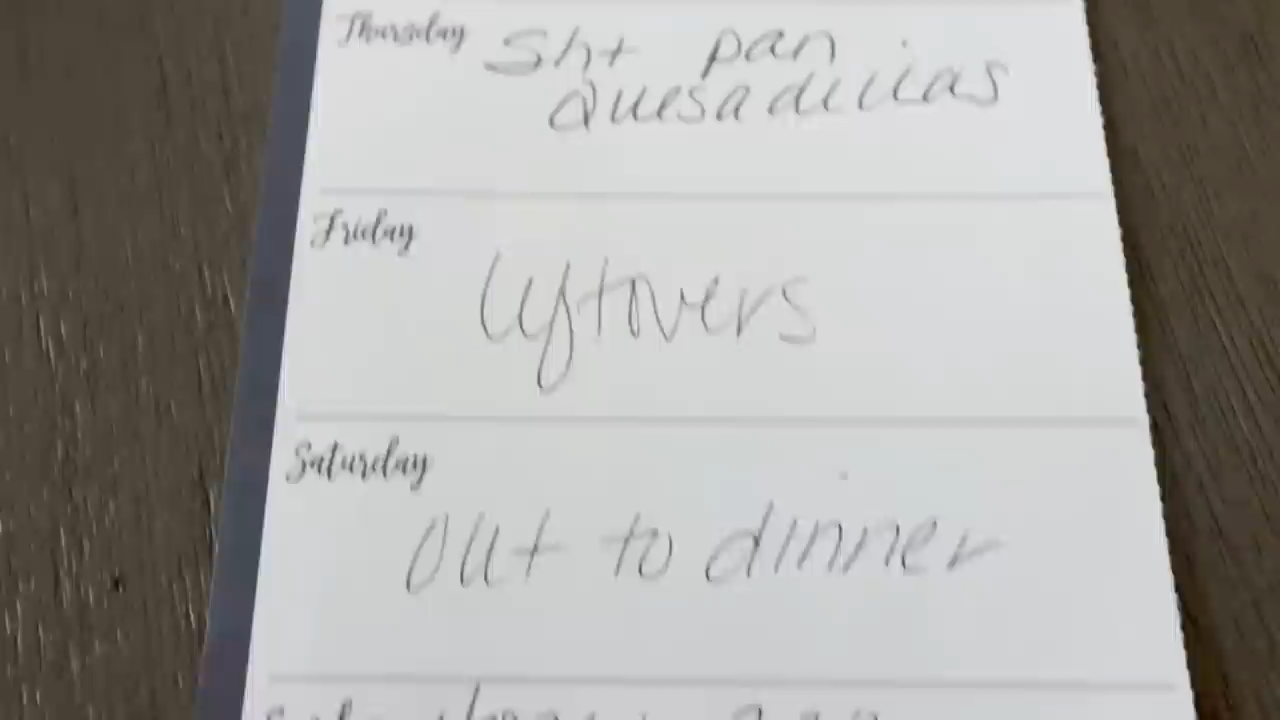 Thursday Sht pan
Quesadillas
Friday
leftovers
Saturday
out to dinner